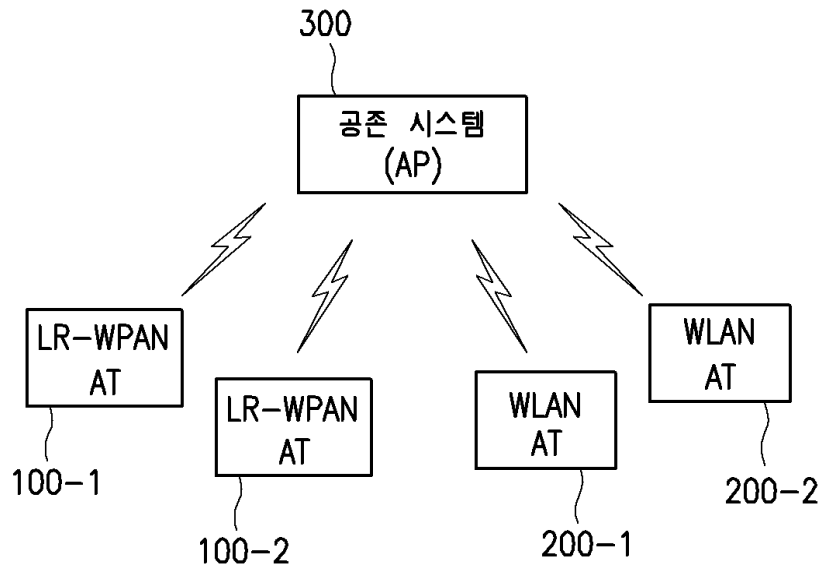 300
공존 시스템
(AP)
LR-WPAN
AT
100-1
LR-WPAN
AT
100-2
WLAN
AT
200-1
WLAN
AT
200-2